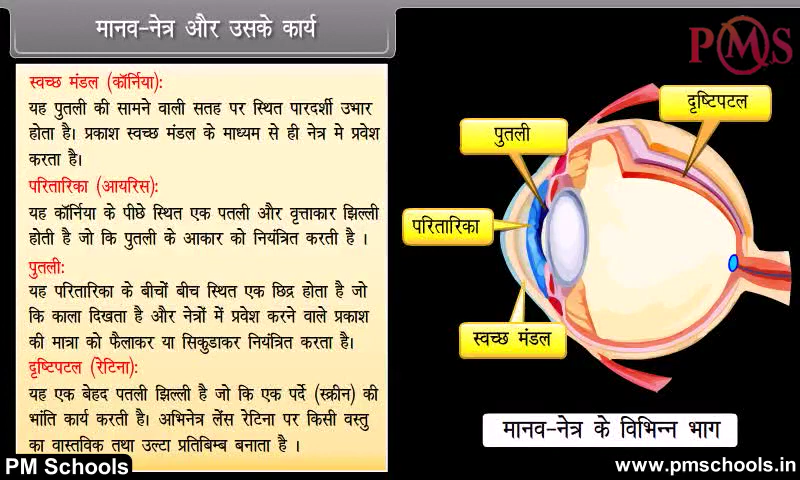 मानव-नेत्र और उसके कार्य
PMS
स्वच्छ मंडल (कॉर्निया):
यह पुतली की सामने वाली सतह पर स्थित पारदर्शी उभार
होता है। प्रकाश स्वच्छ मंडल के माध्यम से ही नेत्र मे प्रवेश
करता है।
परितारिका (आयरिस):
यह कॉर्निया के पीछे स्थित एक पतली और वृत्ताकार झिल्ली
होती है जो कि पुतली के आकार को नियंत्रित करती है ।
पुतली:
यह परितारिका के बीचों बीच स्थित एक छिद्र होता है जो
कि काला दिखता है और नेत्रों में प्रवेश करने वाले प्रकाश
की मात्रा को फैलाकर या सिकुडाकर नियंत्रित करता है।
दृष्टिपटल (रेटिना):
यह एक बेहद पतली झिल्ली है जो कि एक पर्दे (स्क्रीन) की
भांति कार्य करती है। अभिनेत्र लेंस रेटिना पर किसी वस्तु
का वास्तविक तथा उल्टा प्रतिबिम्ब बनाता है ।
दृष्टिपटल
पुतली
परितारिका
स्वच्छ मंडल
मानव-नेत्र के विभिन्न भाग
PM Schools
www.pmschools.in